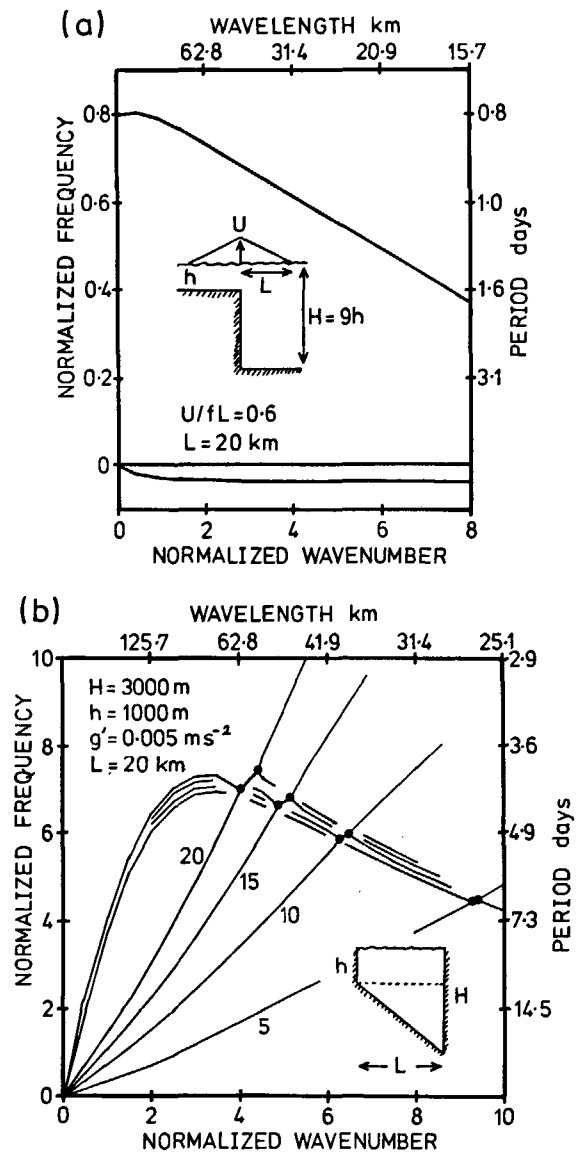 (a)
WAVELENGTH km
62·8 31·4 20·9 15·7
NORMALIZED FREQUENCY
0·8
0·6
0·4
0·2
0
0·8
1·0
1·6
3·1
PERIOD days
U
h
L
H=9h
U/fL=0·6
L=20 km
0 2 4 6 8
NORMALIZED WAVENUMBER
(b)
WAVELENGTH km
125·7 62·8 41·9 31·4 25·1
NORMALIZED FREQUENCY
10
8
6
4
2
0
2·9
3·6
4·9
7·3
14·5
PERIOD days
H = 3000 m
h = 1000 m
g' = 0·005 ms⁻²
L = 20 km
20
15
10
5
h
H
L
0 2 4 6 8 10
NORMALIZED WAVENUMBER